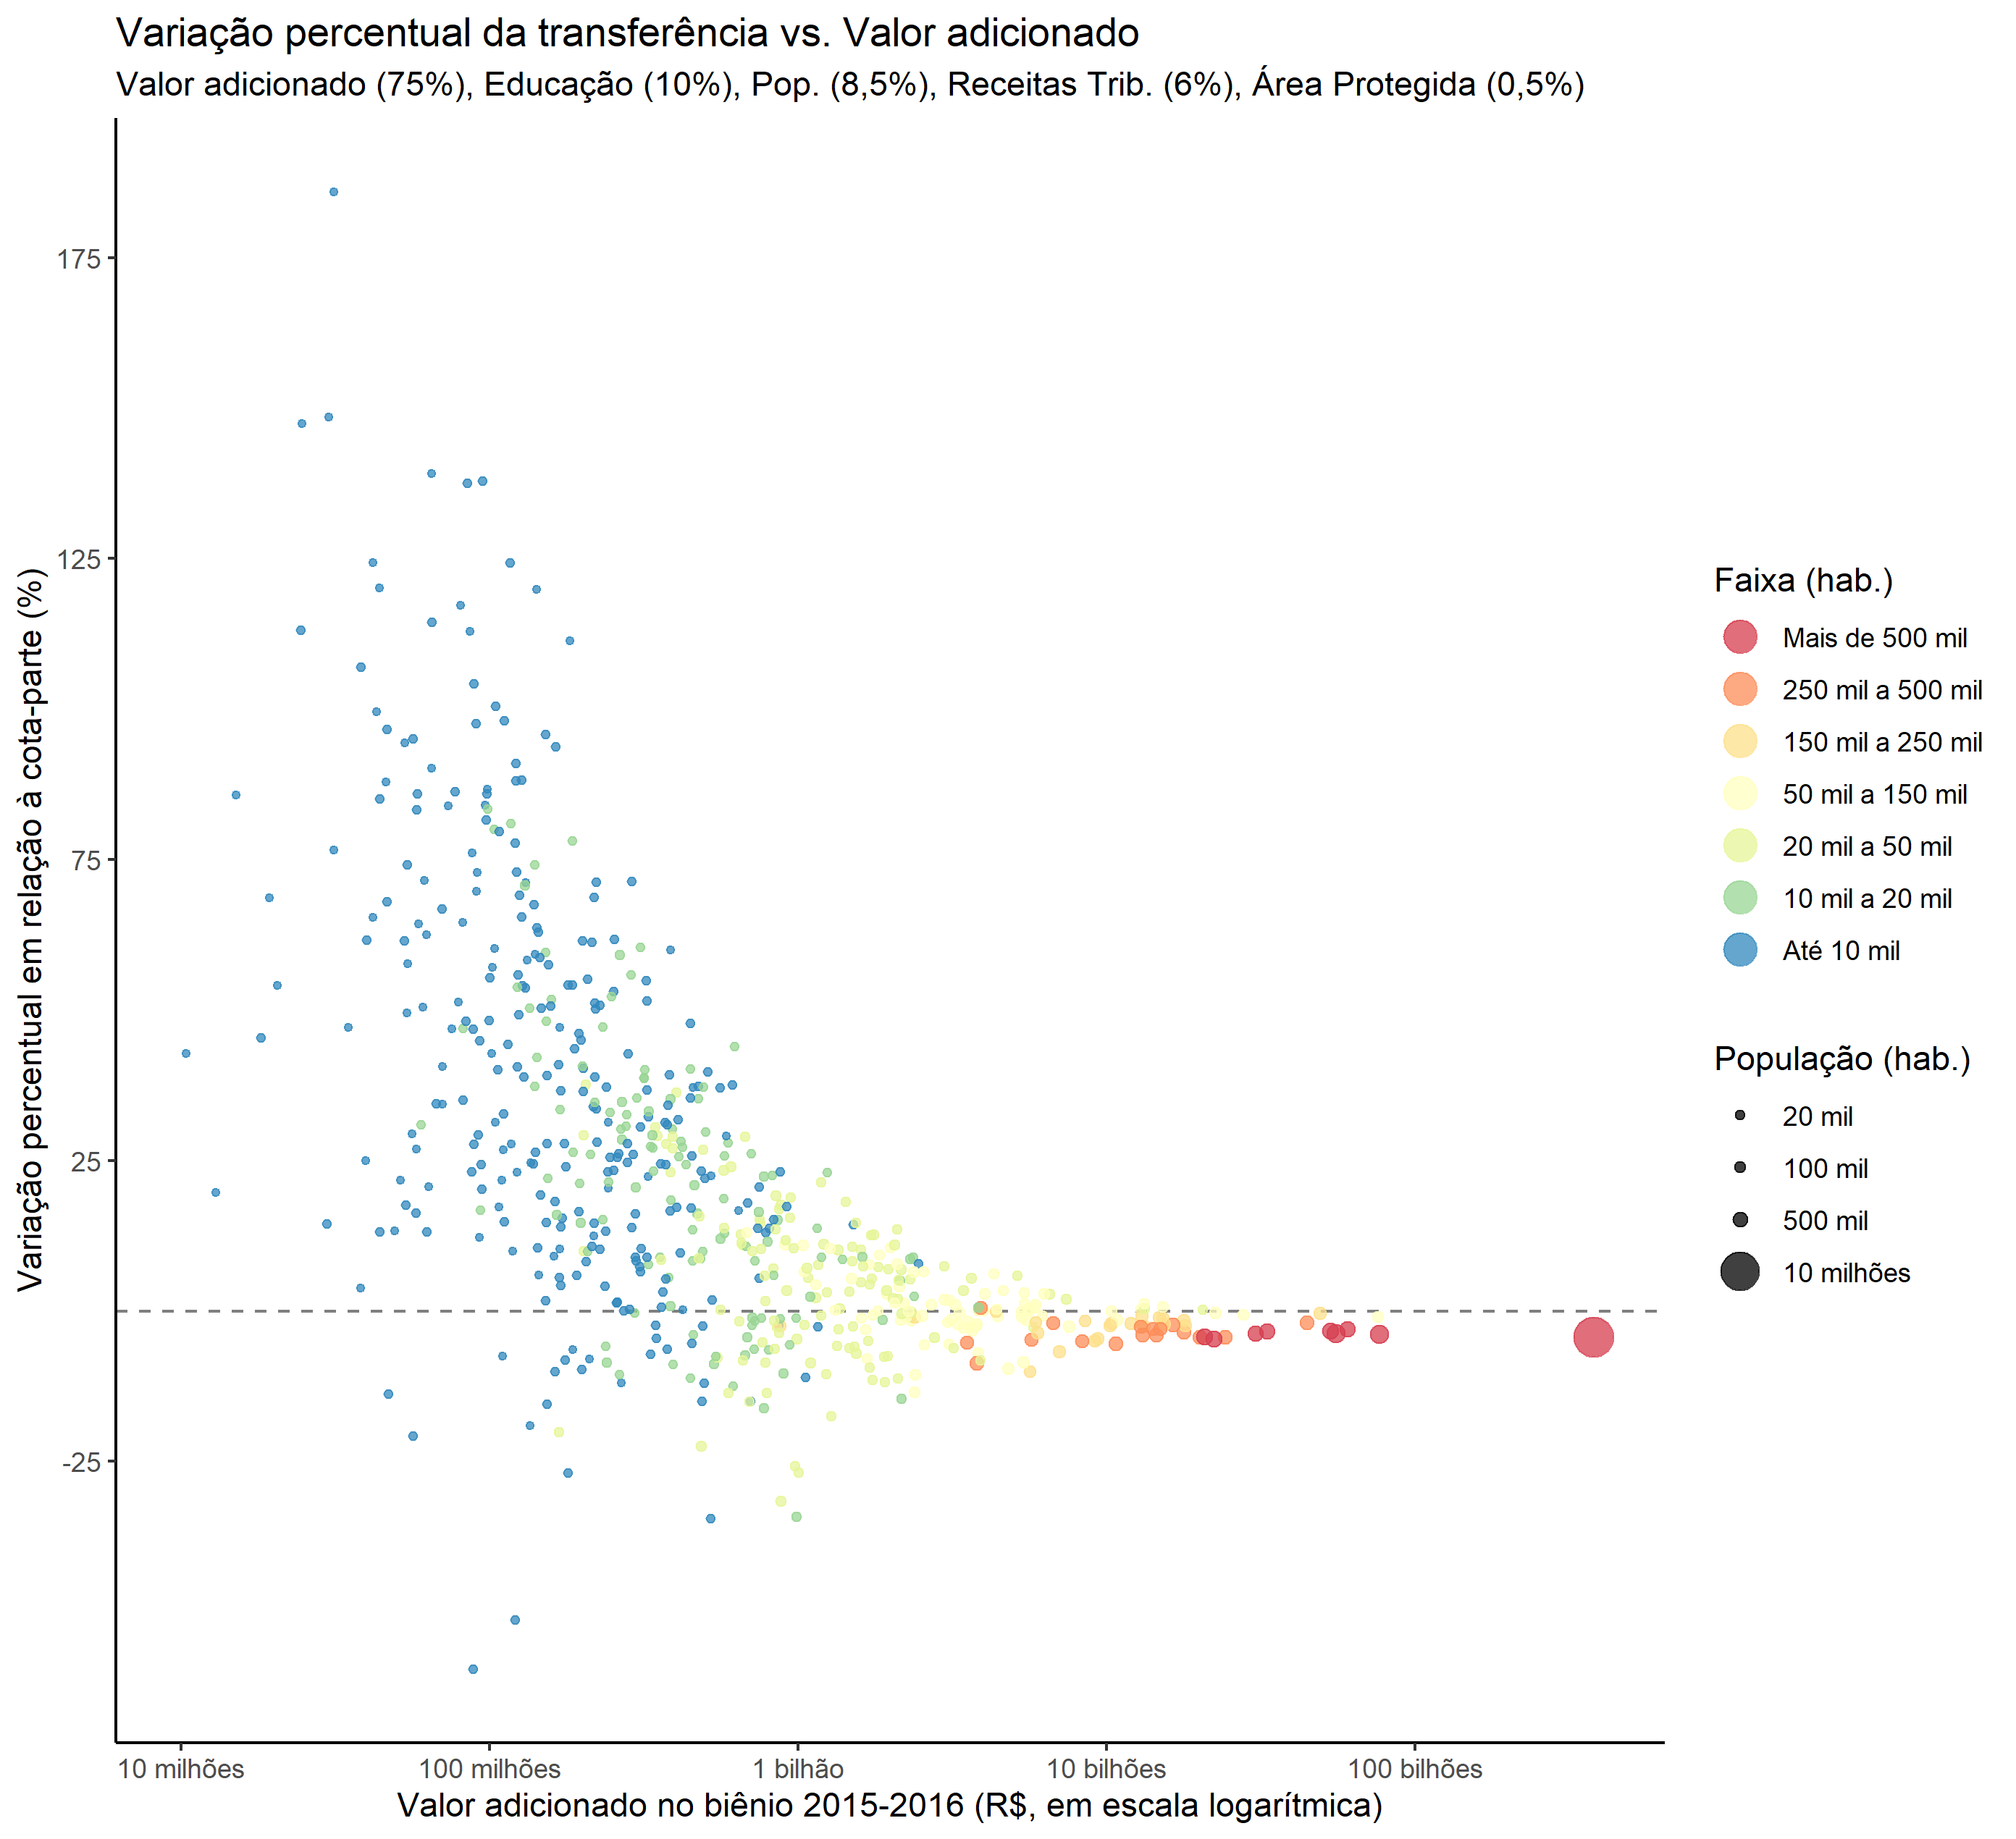 Variação percentual da transferência vs. Valor adicionado
Valor adicionado (75%), Educação (10%), Pop. (8,5%), Receitas Trib. (6%), Área Protegida (0,5%)
Variação percentual em relação à cota-parte (%)
175
125
75
25
-25
10 milhões
100 milhões
1 bilhão
10 bilhões
100 bilhões
Valor adicionado no biênio 2015-2016 (R$, em escala logarítmica)
Faixa (hab.)
Mais de 500 mil
250 mil a 500 mil
150 mil a 250 mil
50 mil a 150 mil
20 mil a 50 mil
10 mil a 20 mil
Até 10 mil
População (hab.)
20 mil
100 mil
500 mil
10 milhões